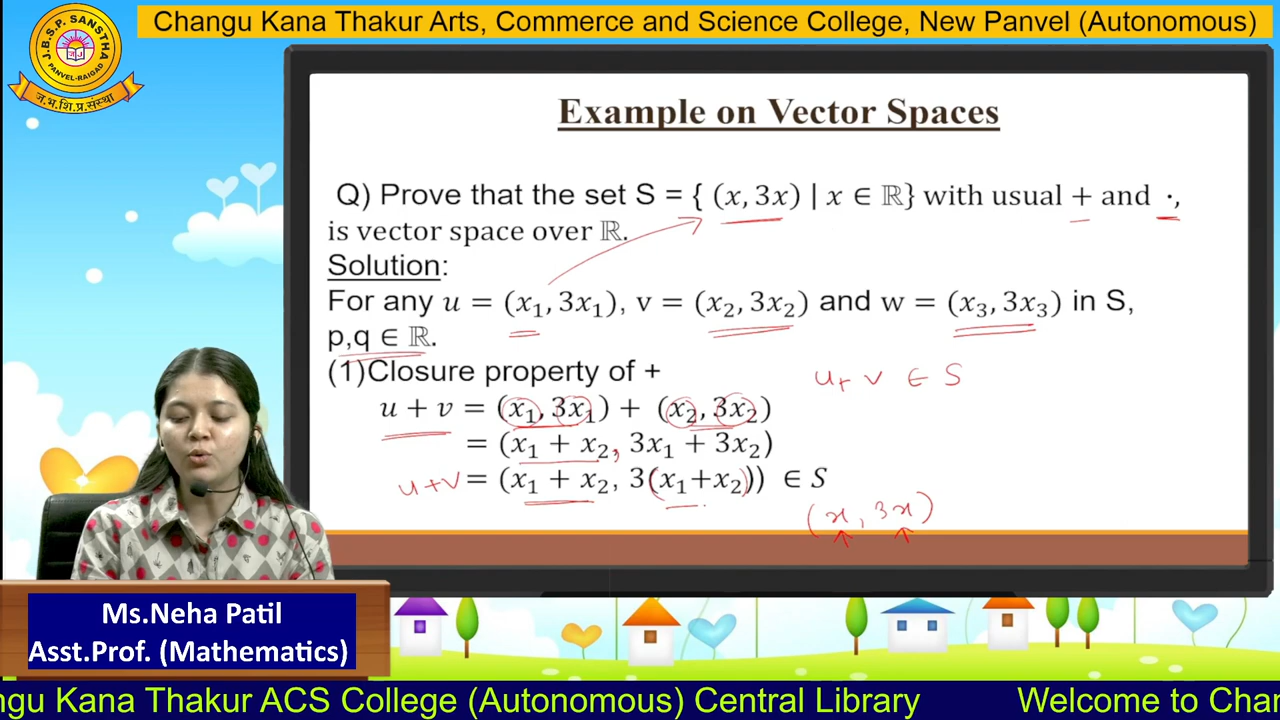 Changu Kana Thakur Arts, Commerce and Science College, New Panvel (Autonomous)
J.B.S.P. SANSTHA
PANVEL-RAIGAD
ज.भ.शि.प्र.संस्था
Example on Vector Spaces
Q) Prove that the set S = { (x, 3x) | x ∈ ℝ} with usual + and ·,
is vector space over ℝ.
Solution:
For any u = (x₁, 3x₁), v = (x₂, 3x₂) and w = (x₃, 3x₃) in S,
p,q ∈ ℝ.
(1)Closure property of +
u + v ∈ S
u + v = (x₁, 3x₁) + (x₂, 3x₂)
= (x₁ + x₂, 3x₁ + 3x₂)
u+v = (x₁ + x₂, 3(x₁+x₂)) ∈ S
(x, 3x)
Ms.Neha Patil
Asst.Prof. (Mathematics)
ngu Kana Thakur ACS College (Autonomous) Central Library Welcome to Char